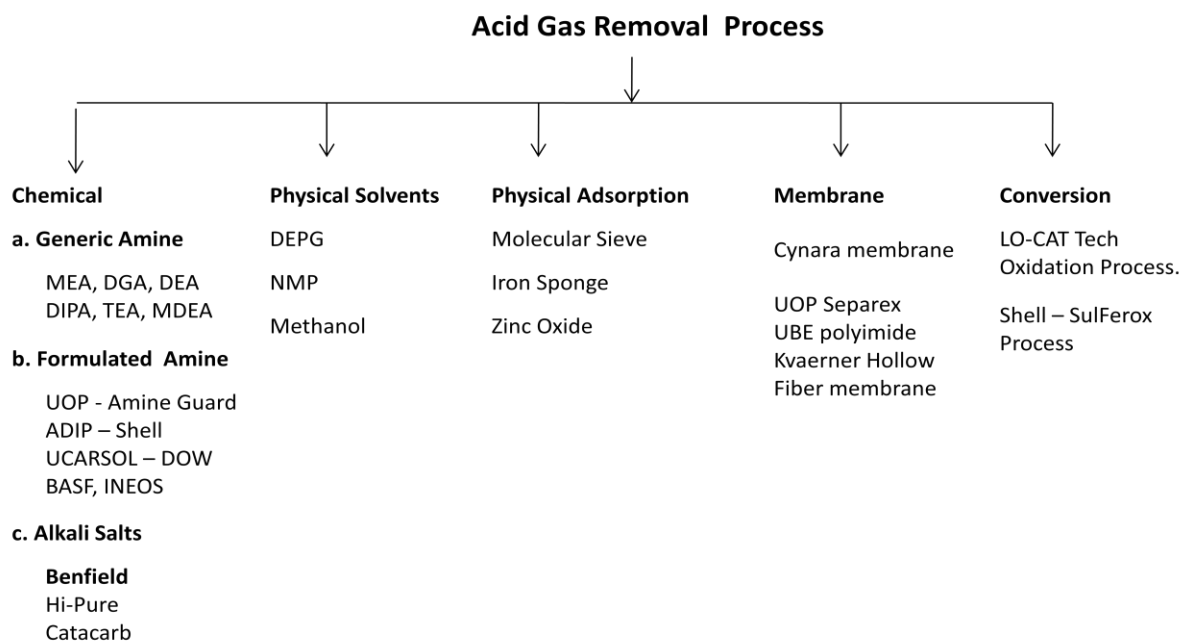 Acid Gas Removal  Process
Chemical
a. Generic Amine
MEA, DGA, DEA
DIPA, TEA, MDEA
b. Formulated  Amine
UOP - Amine Guard
ADIP – Shell
UCARSOL – DOW
BASF, INEOS
c. Alkali Salts
Benfield
Hi-Pure
Catacarb
Physical Solvents
DEPG
NMP
Methanol
Physical Adsorption
Molecular Sieve
Iron Sponge
Zinc Oxide
Membrane
Cynara membrane
UOP Separex
UBE polyimide
Kvaerner Hollow
Fiber membrane
Conversion
LO-CAT Tech
Oxidation Process.
Shell – SulFerox
Process